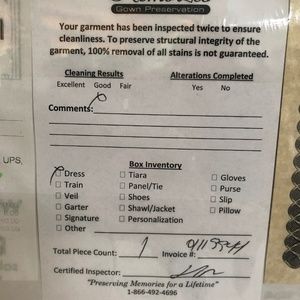 Gown Preservation
Your garment has been inspected twice to ensure
cleanliness. To preserve structural integrity of the
garment, 100% removal of all stains is not guaranteed.
Cleaning Results Alterations Completed
Excellent Good Fair Yes No
Comments:
UPS,
Box Inventory
Dress Tiara Gloves
Train Panel/Tie Purse
Veil Shoes Slip
Garter Shawl/Jacket Pillow
Signature Personalization
Other
Total Piece Count: 1 Invoice #:
Certified Inspector:
"Preserving Memories for a Lifetime"
1-866-492-4696